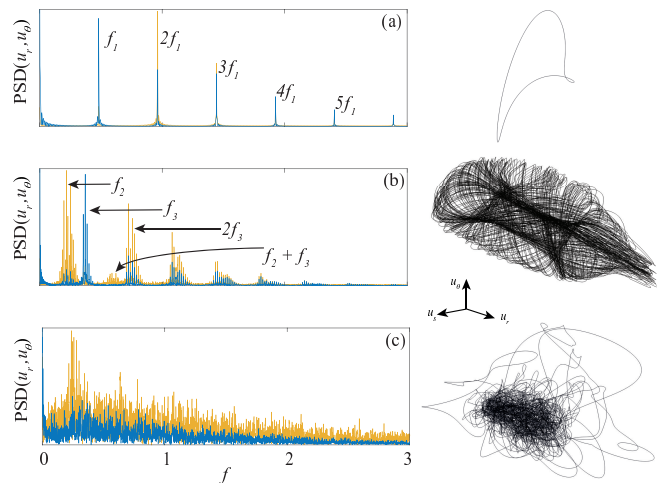 (a)
PSD(u_r, u_θ)
f_1
2f_1
3f_1
4f_1
5f_1
(b)
PSD(u_r, u_θ)
f_2
f_3
2f_3
f_2 + f_3
u_θ
u_s
u_r
(c)
PSD(u_r, u_θ)
0 1 2 3
f